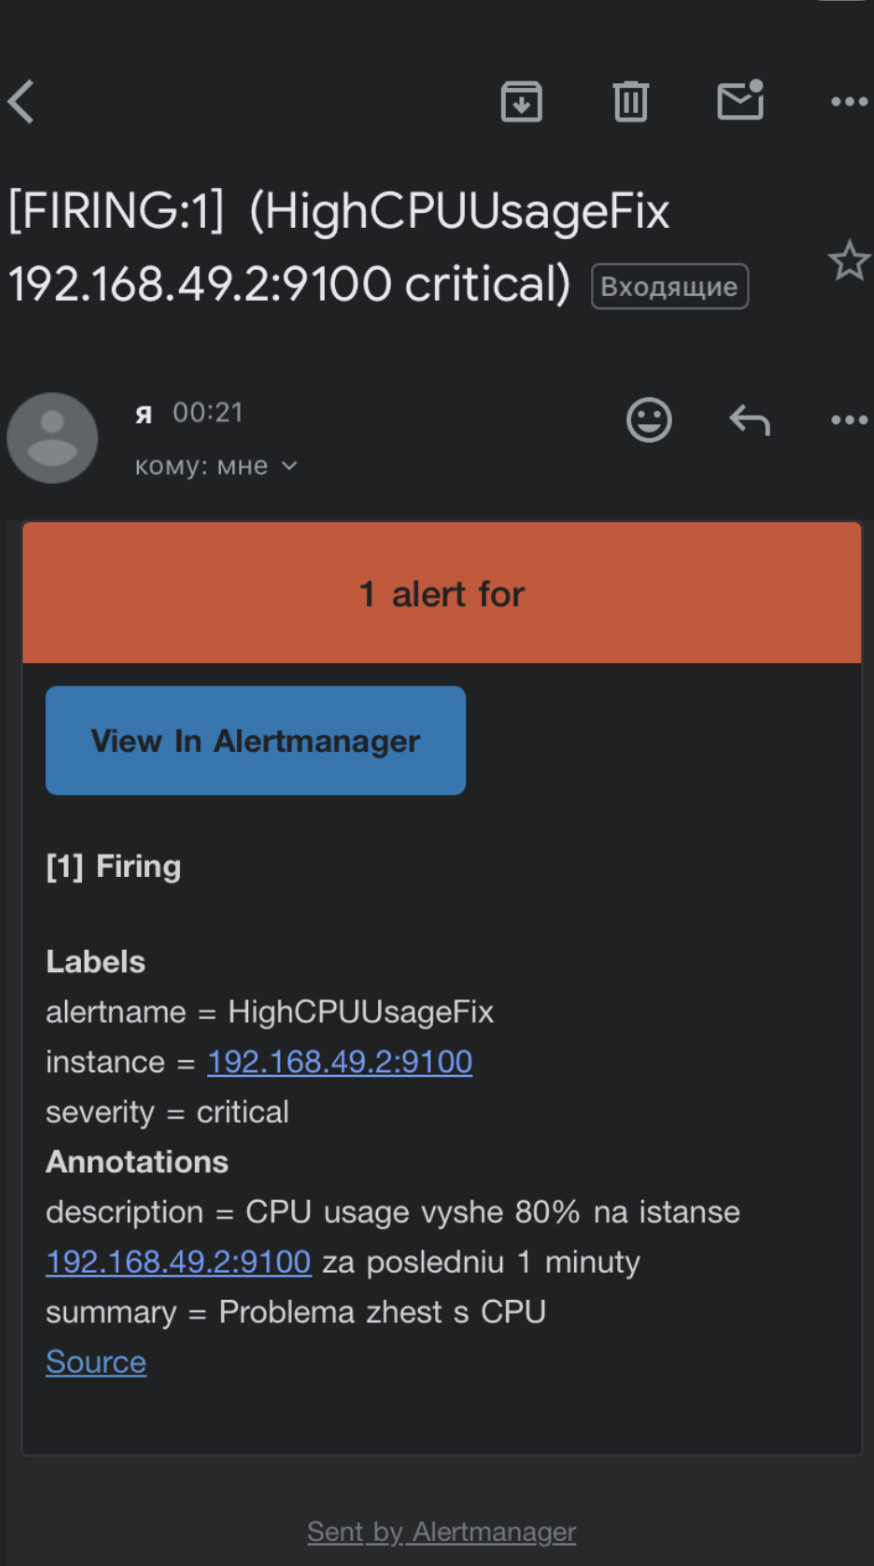 [FIRING:1] (HighCPUUsageFix
192.168.49.2:9100 critical) Входящие
я 00:21
кому: мне
1 alert for
View In Alertmanager
[1] Firing
Labels
alertname = HighCPUUsageFix
instance = 192.168.49.2:9100
severity = critical
Annotations
description = CPU usage vyshe 80% na istanse
192.168.49.2:9100 za posledniu 1 minuty
summary = Problema zhest s CPU
Source
Sent by Alertmanager